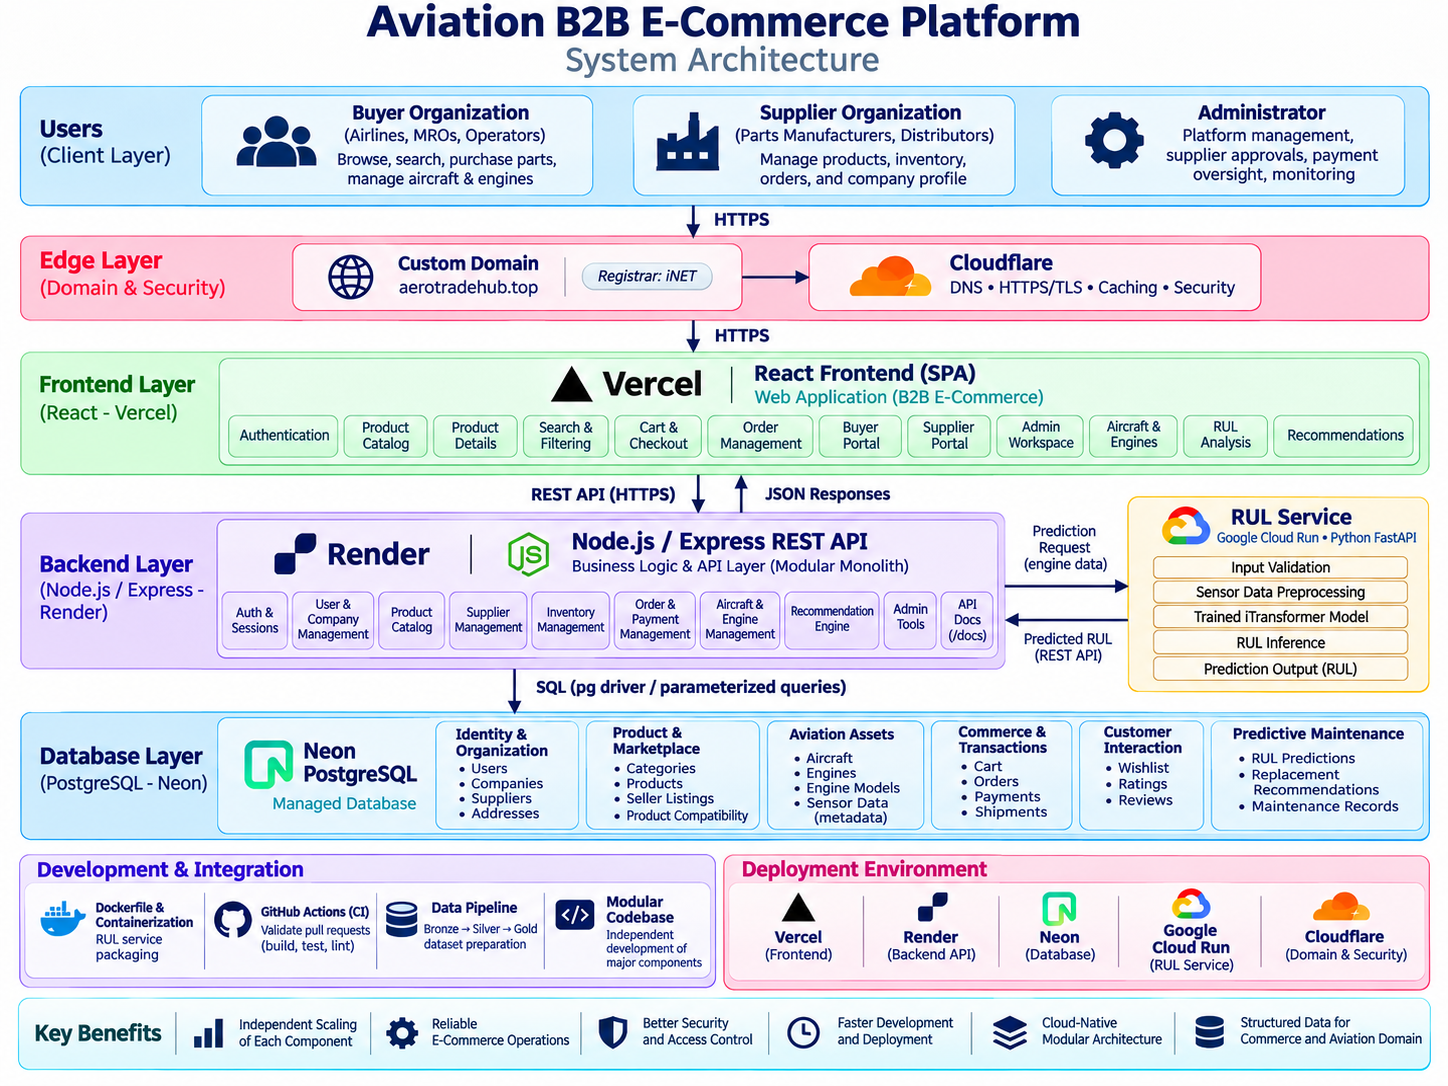 Aviation B2B E-Commerce Platform
System Architecture
Users
(Client Layer)
Buyer Organization
(Airlines, MROs, Operators)
Browse, search, purchase parts,
manage aircraft & engines
Supplier Organization
(Parts Manufacturers, Distributors)
Manage products, inventory,
orders, and company profile
Administrator
Platform management,
supplier approvals, payment
oversight, monitoring
HTTPS
Edge Layer
(Domain & Security)
Custom Domain
aerotradehub.top
Registrar: iNET
Cloudflare
DNS • HTTPS/TLS • Caching • Security
HTTPS
Frontend Layer
(React - Vercel)
Vercel
React Frontend (SPA)
Web Application (B2B E-Commerce)
Authentication
Product
Catalog
Product
Details
Search &
Filtering
Cart &
Checkout
Order
Management
Buyer
Portal
Supplier
Portal
Admin
Workspace
Aircraft &
Engines
RUL
Analysis
Recommendations
REST API (HTTPS)
JSON Responses
Backend Layer
(Node.js / Express -
Render)
Render
JS
Node.js / Express REST API
Business Logic & API Layer (Modular Monolith)
Auth &
Sessions
User &
Company
Management
Product
Catalog
Supplier
Management
Inventory
Management
Order &
Payment
Management
Aircraft &
Engine
Management
Recommendation
Engine
Admin
Tools
API
Docs
(/docs)
Prediction
Request
(engine data)
Predicted RUL
(REST API)
RUL Service
Google Cloud Run • Python FastAPI
Input Validation
Sensor Data Preprocessing
Trained iTransformer Model
RUL Inference
Prediction Output (RUL)
SQL (pg driver / parameterized queries)
Database Layer
(PostgreSQL - Neon)
Neon
PostgreSQL
Managed Database
Identity &
Organization
• Users
• Companies
• Suppliers
• Addresses
Product &
Marketplace
• Categories
• Products
• Seller Listings
• Product Compatibility
Aviation Assets
• Aircraft
• Engines
• Engine Models
• Sensor Data
(metadata)
Commerce &
Transactions
• Cart
• Orders
• Payments
• Shipments
Customer
Interaction
• Wishlist
• Ratings
• Reviews
Predictive Maintenance
• RUL Predictions
• Replacement
Recommendations
• Maintenance Records
Development & Integration
Dockerfile &
Containerization
RUL service
packaging
GitHub Actions (CI)
Validate pull requests
(build, test, lint)
Data Pipeline
Bronze → Silver → Gold
dataset preparation
</>
Modular
Codebase
Independent
development of
major components
Deployment Environment
Vercel
(Frontend)
Render
(Backend API)
Neon
(Database)
Google
Cloud Run
(RUL Service)
Cloudflare
(Domain & Security)
Key Benefits
Independent Scaling
of Each Component
Reliable
E-Commerce Operations
Better Security
and Access Control
Faster Development
and Deployment
Cloud-Native
Modular Architecture
Structured Data for
Commerce and Aviation Domain